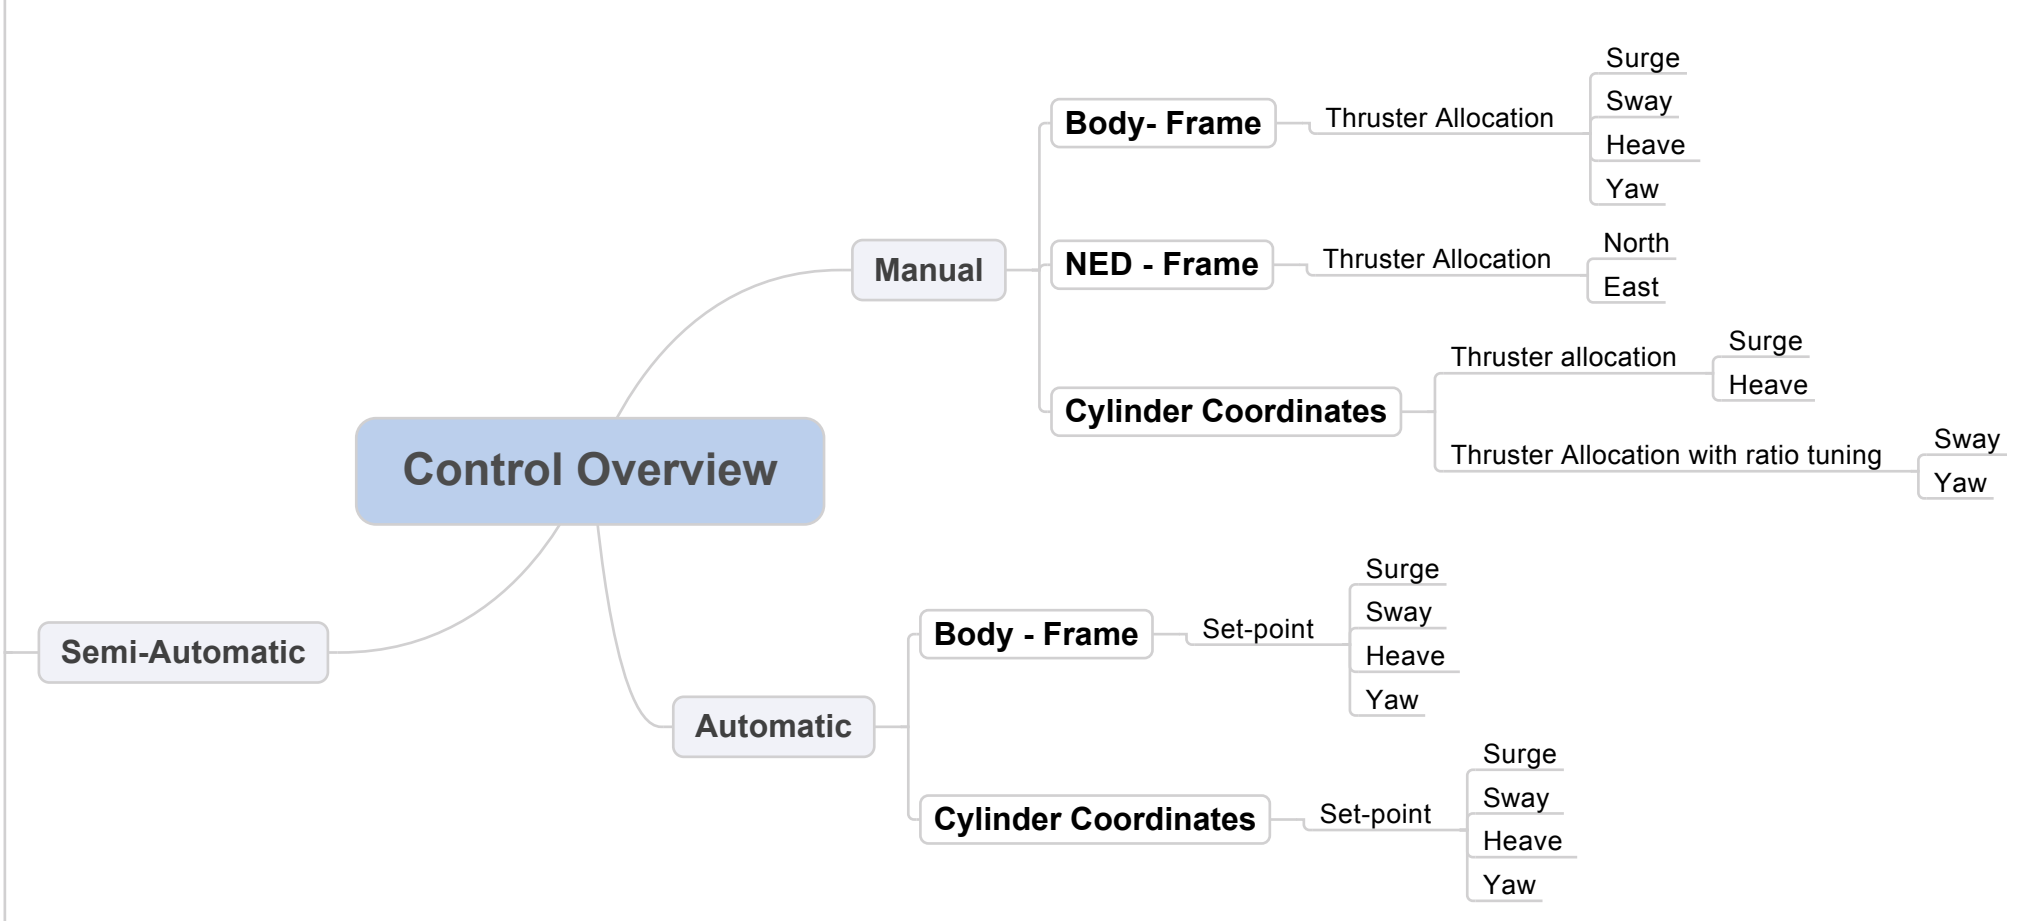 Control Overview
Manual
Body- Frame
Thruster Allocation
Surge
Sway
Heave
Yaw
NED - Frame
Thruster Allocation
North
East
Cylinder Coordinates
Thruster allocation
Surge
Heave
Thruster Allocation with ratio tuning
Sway
Yaw
Semi-Automatic
Automatic
Body - Frame
Set-point
Surge
Sway
Heave
Yaw
Cylinder Coordinates
Set-point
Surge
Sway
Heave
Yaw